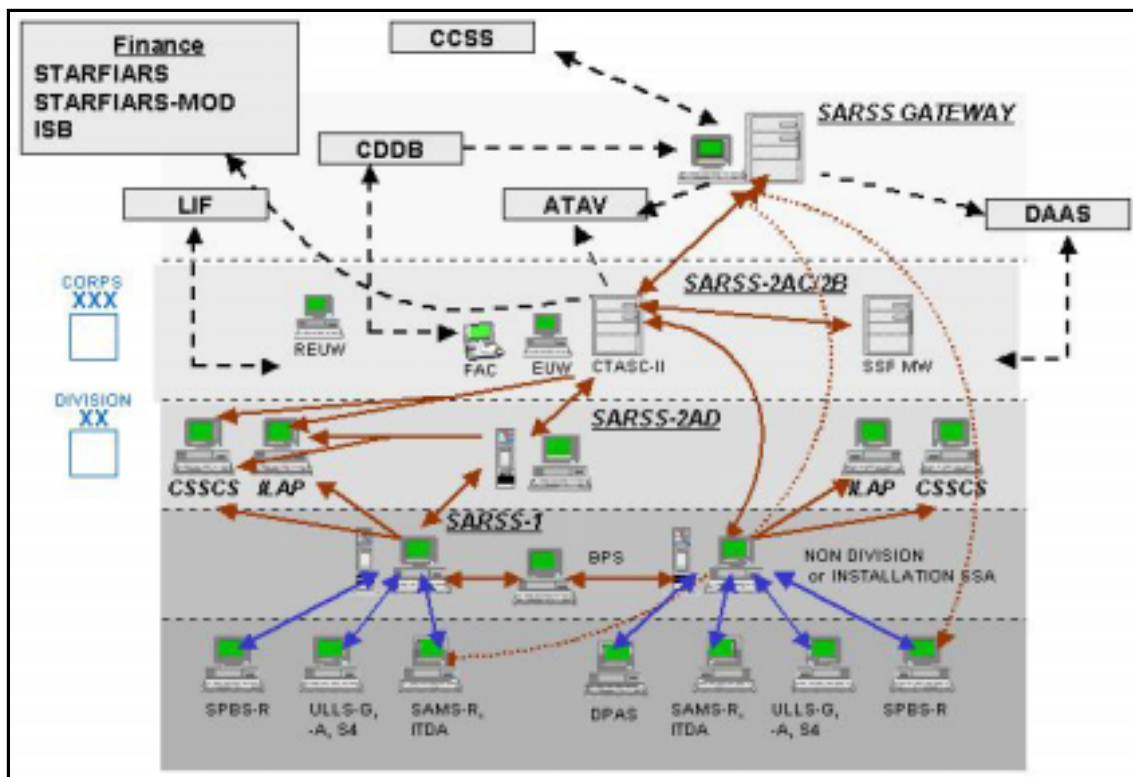 Finance
STARFIARS
STARFIARS-MOD
ISB
CCSS
SARSS GATEWAY
CDDB
LIF
ATAV
DAAS
CORPS
XXX
SARSS-2AC/2B
REUW
FAC
EUW
CTASC-II
SSF MW
DIVISION
XX
SARSS-2AD
CSSCS
ILAP
ILAP
CSSCS
SARSS-1
BPS
NON DIVISION
or INSTALLATION SSA
SPBS-R
ULLS-G,
-A, S4
SAMS-R,
ITDA
DPAS
SAMS-R,
ITDA
ULLS-G,
-A, S4
SPBS-R